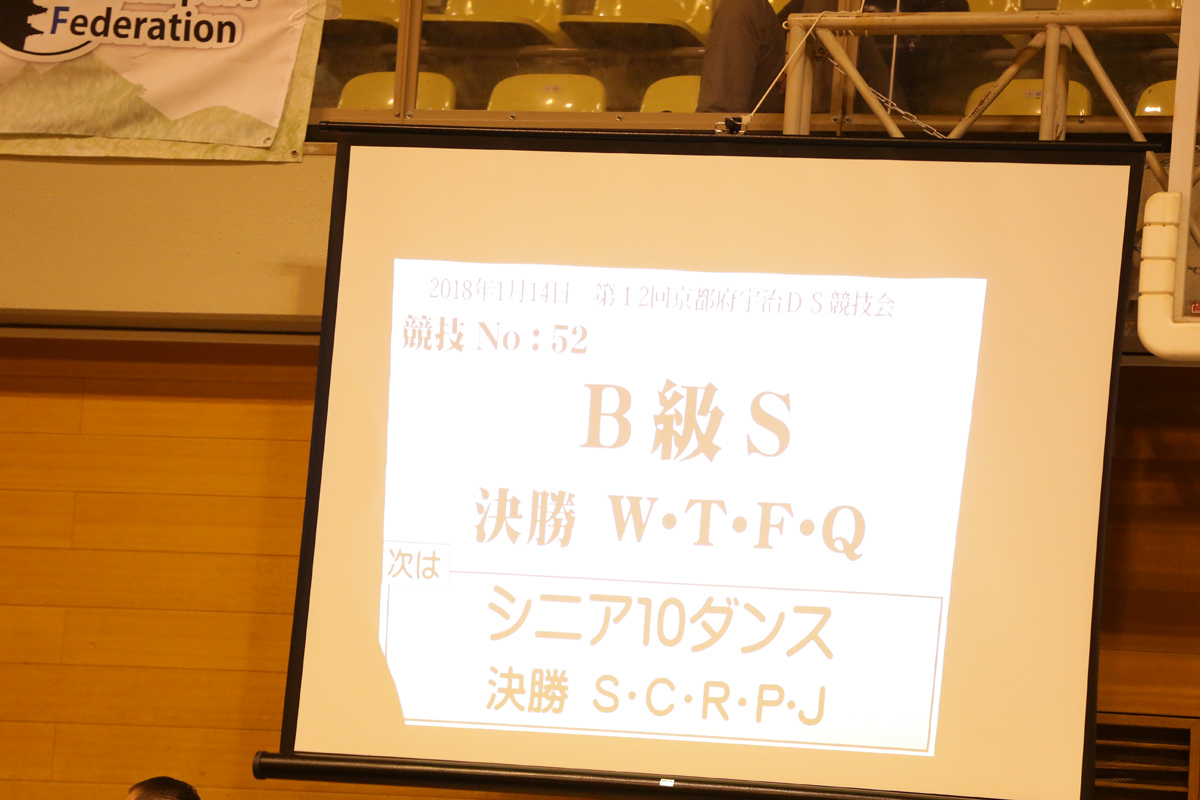 Federation
2018年1月14日 第12回京都府宇治DS競技会
競技 No：52
B級S
決勝 W・T・F・Q
次は
シニア10ダンス
決勝 S・C・R・P・J